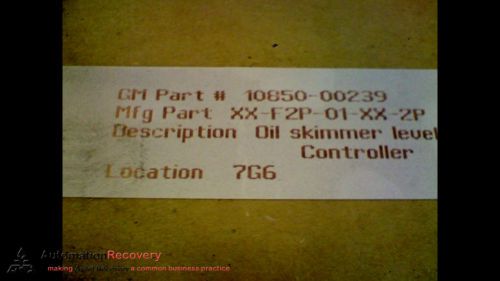 GM Part # 10850-00239
Mfg Part XX-F2P-01-XX-2P
Description Oil skimmer level
Controller
Location 7G6
AutomationRecovery
making a common business practice